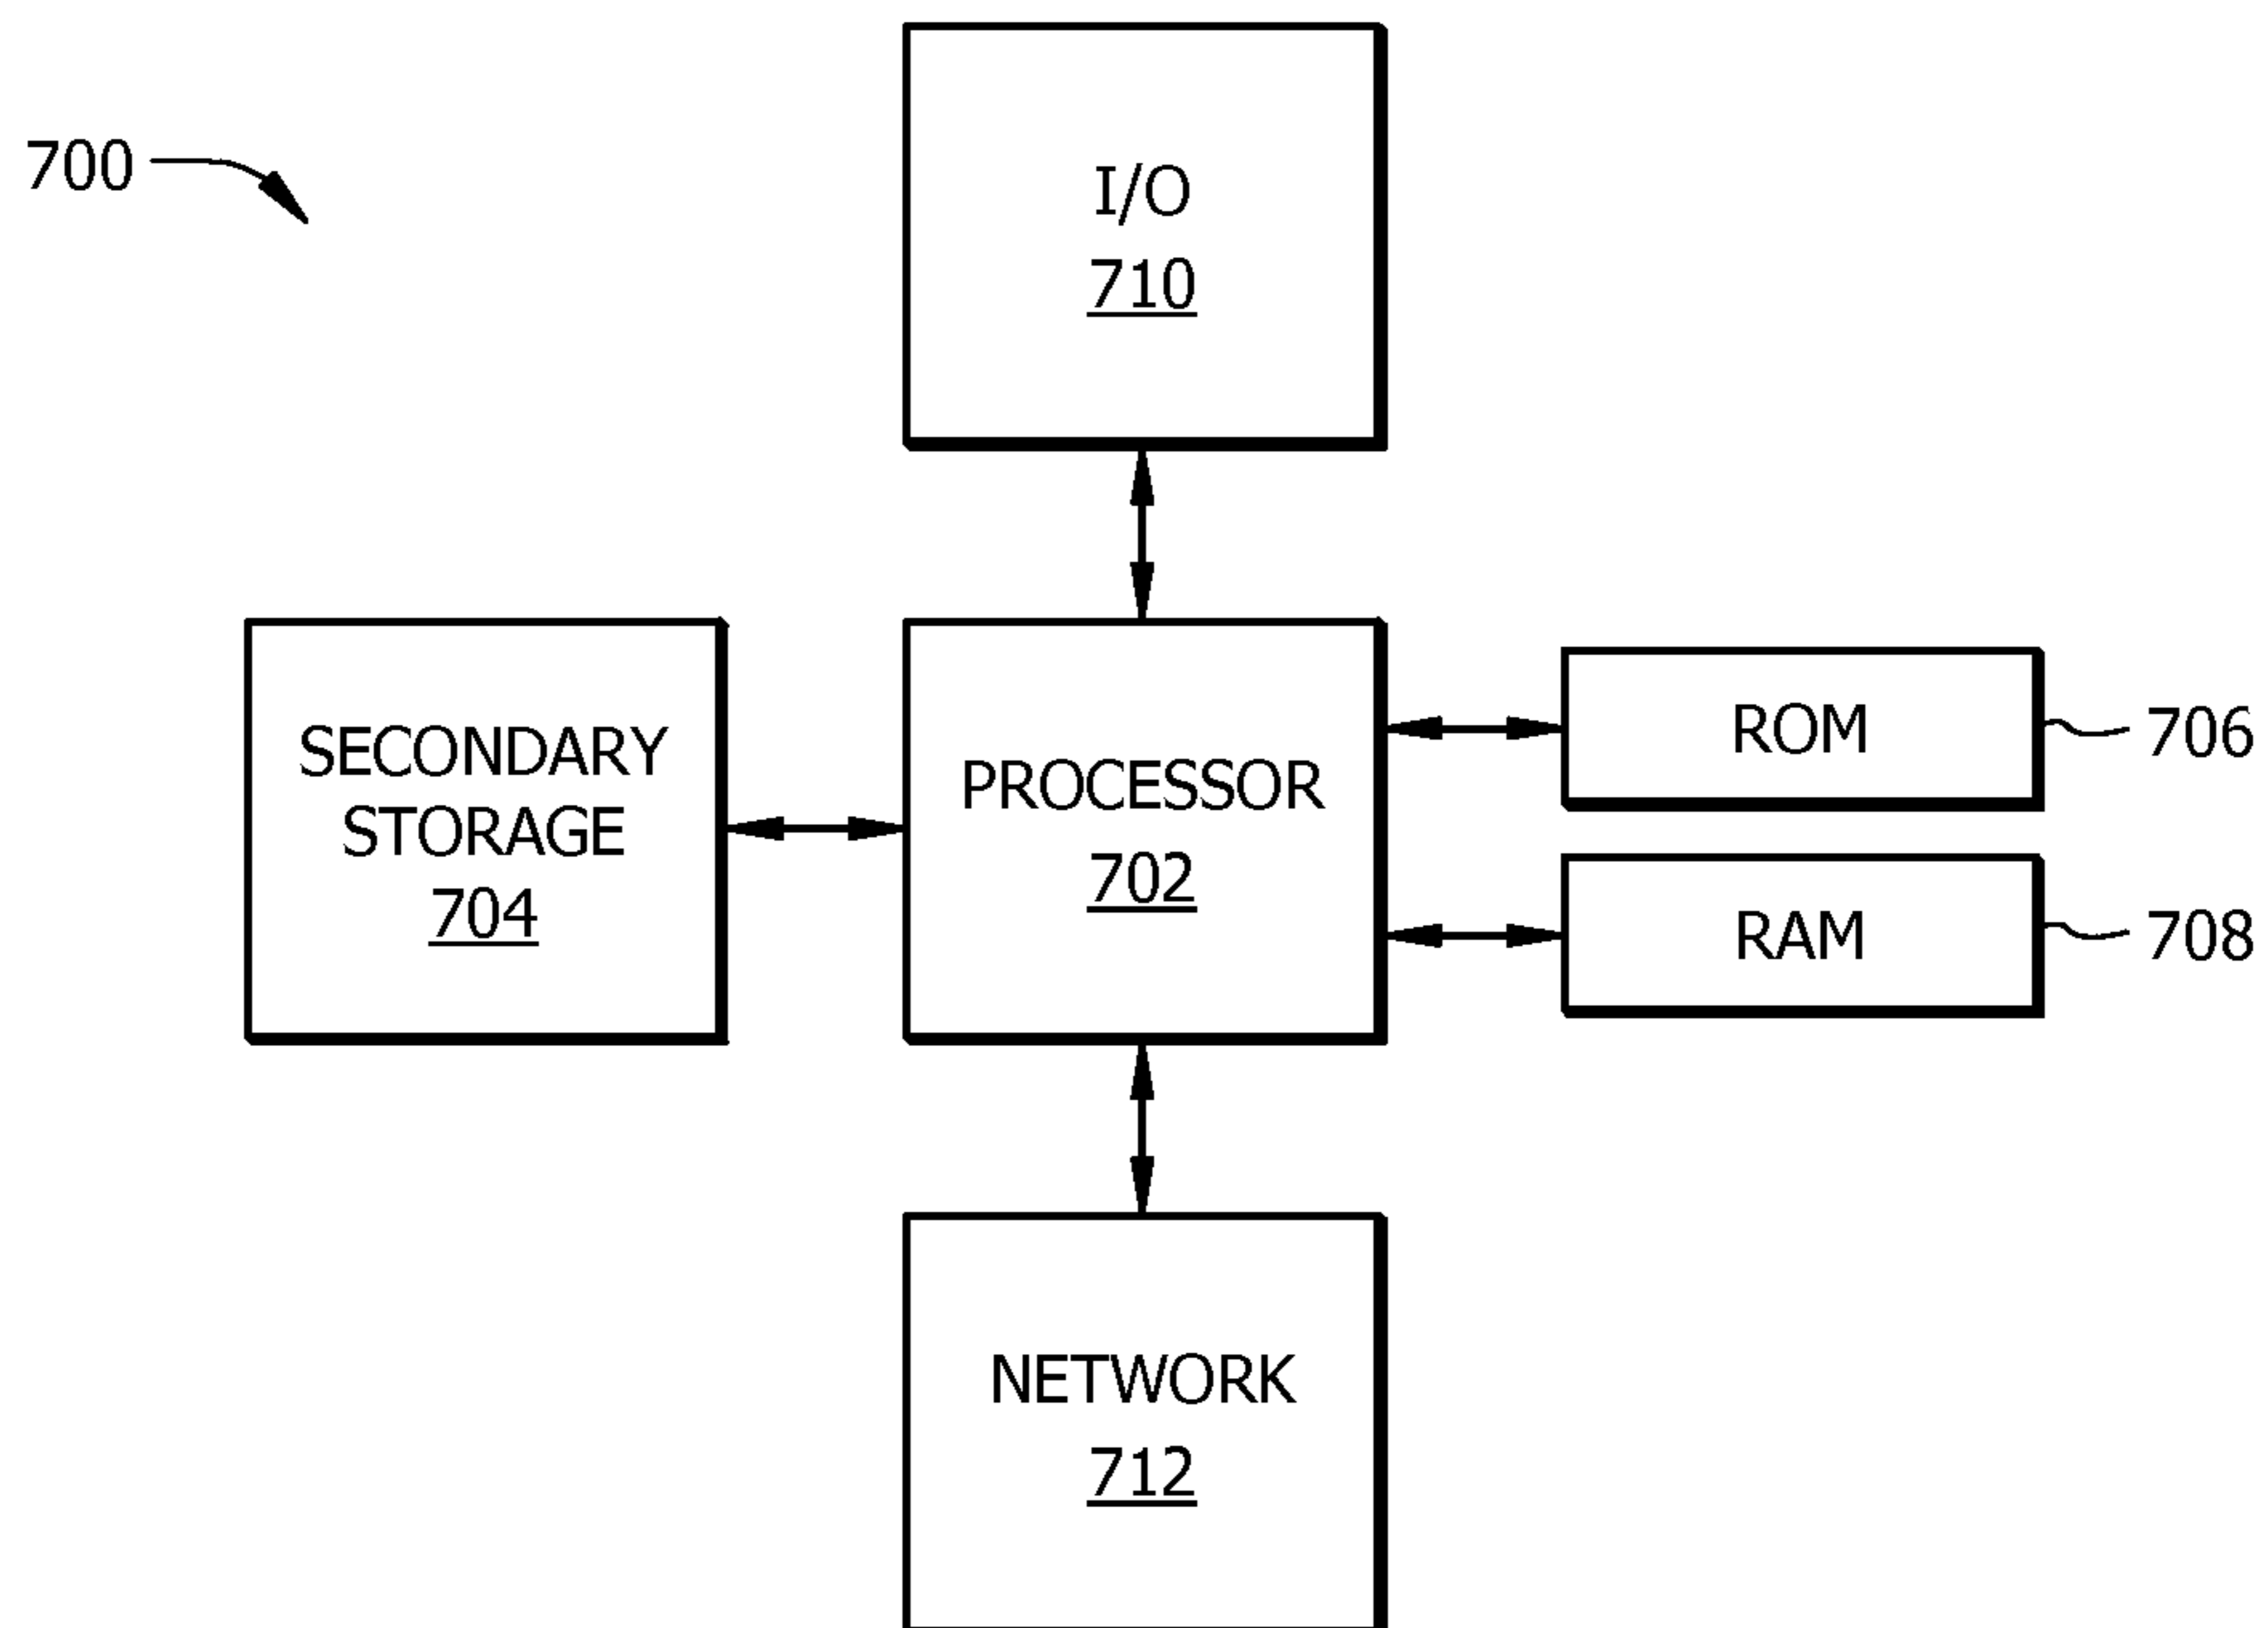 700
I/O
710
SECONDARY
STORAGE
704
PROCESSOR
702
ROM
706
RAM
708
NETWORK
712